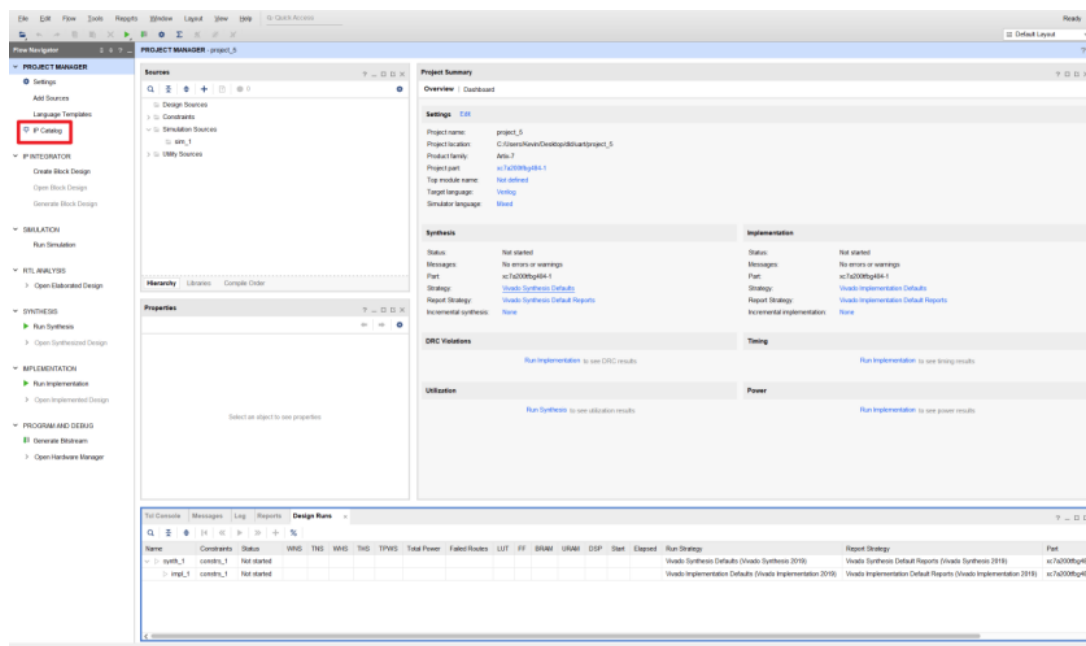 File Edit Flow Tools Reports Window Layout View Help Quick Access Ready
Default Layout
Flow Navigator PROJECT MANAGER - project_5
PROJECT MANAGER
Settings
Add Sources
Language Templates
IP Catalog
IP INTEGRATOR
Create Block Design
Open Block Design
Generate Block Design
SIMULATION
Run Simulation
RTL ANALYSIS
Open Elaborated Design
SYNTHESIS
Run Synthesis
Open Synthesized Design
IMPLEMENTATION
Run Implementation
Open Implemented Design
PROGRAM AND DEBUG
Generate Bitstream
Open Hardware Manager
Sources
0
Design Sources
Constraints
Simulation Sources
sim_1
Utility Sources
Hierarchy Libraries Compile Order
Properties
Select an object to see properties
Project Summary
Overview | Dashboard
Settings Edit
Project name: project_5
Project location: C:/Users/Kevin/Desktop/dld/uart/project_5
Product family: Artix-7
Project part: xc7a200tfbg484-1
Top module name: Not defined
Target language: Verilog
Simulator language: Mixed
Synthesis
Status: Not started
Messages: No errors or warnings
Part: xc7a200tfbg484-1
Strategy: Vivado Synthesis Defaults
Report Strategy: Vivado Synthesis Default Reports
Incremental synthesis: None
Implementation
Status: Not started
Messages: No errors or warnings
Part: xc7a200tfbg484-1
Strategy: Vivado Implementation Defaults
Report Strategy: Vivado Implementation Default Reports
Incremental implementation: None
DRC Violations
Run Implementation to see DRC results
Timing
Run Implementation to see timing results
Utilization
Run Synthesis to see utilization results
Power
Run Implementation to see power results
Tcl Console Messages Log Reports Design Runs
Name Constraints Status WNS TNS WHS THS TPWS Total Power Failed Routes LUT FF BRAM URAM DSP Start Elapsed Run Strategy Report Strategy Part
synth_1 constrs_1 Not started Vivado Synthesis Defaults (Vivado Synthesis 2019) Vivado Synthesis Default Reports (Vivado Synthesis 2019) xc7a200tfbg48
impl_1 constrs_1 Not started Vivado Implementation Defaults (Vivado Implementation 2019) Vivado Implementation Default Reports (Vivado Implementation 2019) xc7a200tfbg48